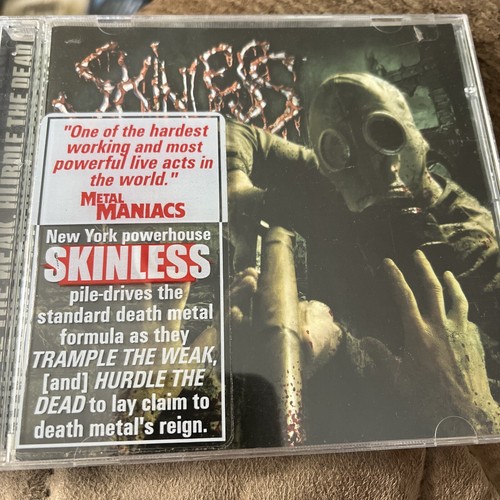 SKINLESS
"One of the hardest
working and most
powerful live acts in
the world."
METAL
MANIACS
New York powerhouse
SKINLESS
pile-drives the
standard death metal
formula as they
TRAMPLE THE WEAK,
[and] HURDLE THE
DEAD to lay claim to
death metal's reign.
THE WEAK, HURDLE THE DEAD